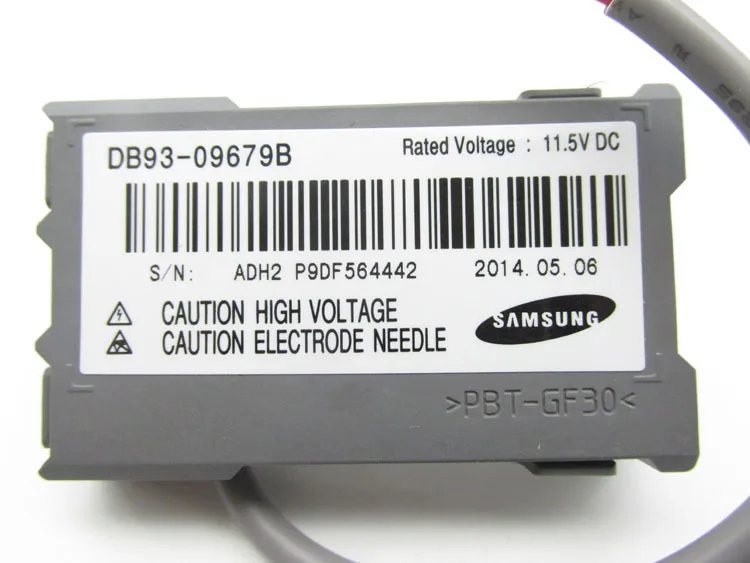 DB93-09679B
Rated Voltage : 11.5V DC
S/N: ADH2 P9DF564442 2014.05.06
CAUTION HIGH VOLTAGE
CAUTION ELECTRODE NEEDLE
SAMSUNG
>PBT-GF30<